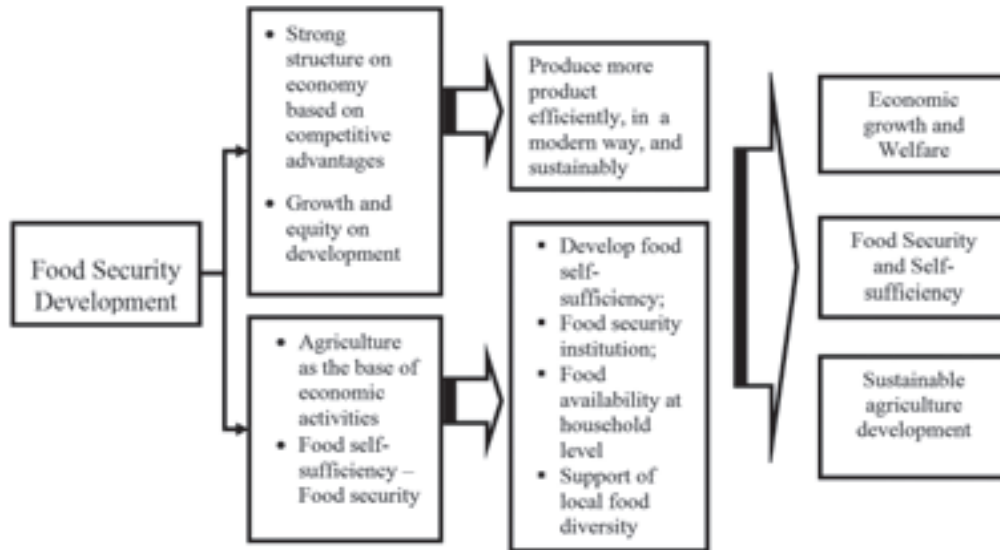 Food Security
Development
• Strong
structure on
economy
based on
competitive
advantages
• Growth and
equity on
development
• Agriculture
as the base of
economic
activities
• Food self-
sufficiency –
Food security
Produce more
product
efficiently, in a
modern way, and
sustainably
▪ Develop food
self-
sufficiency;
▪ Food security
institution;
▪ Food
availability at
household
level
▪ Support of
local food
diversity
Economic
growth and
Welfare
Food Security
and Self-
sufficiency
Sustainable
agriculture
development